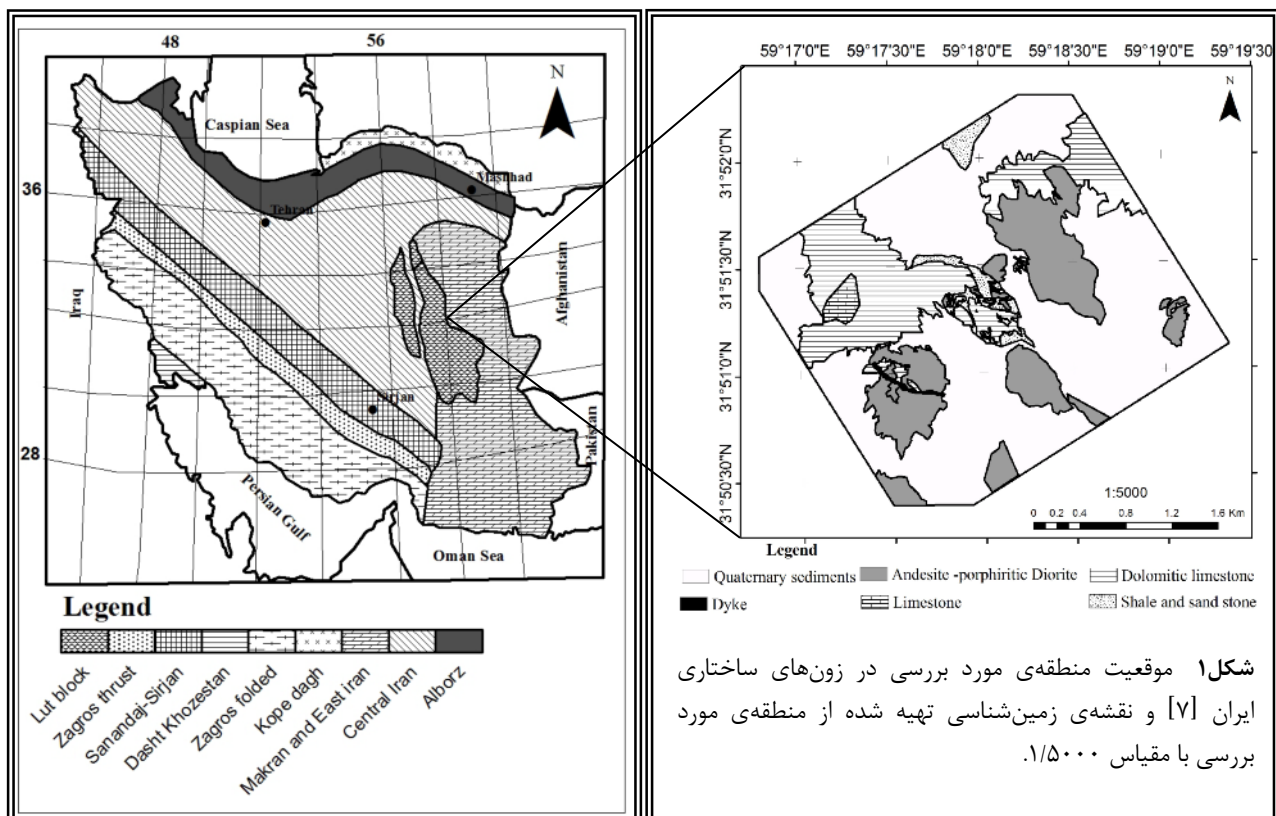 48
56
N
Caspian Sea
Mashhad
36
Tehran
Iraq
Afghanistan
Sirjan
28
Pakistan
Persian Gulf
Oman Sea
Legend
Lut block
Zagros thrust
Sanandaj-Sirjan
Dasht Khozestan
Zagros folded
Kope dagh
Makran and East iran
Central Iran
Alborz
59°17'0"E 59°17'30"E 59°18'0"E 59°18'30"E 59°19'0"E 59°19'30"E
N
31°52'0"N
31°51'30"N
31°51'0"N
31°50'30"N
1:5000
0 0.2 0.4 0.8 1.2 1.6 Km
Legend
Quaternary sediments Andesite -porphiritic Diorite Dolomitic limestone
Dyke Limestone Shale and sand stone
شکل۱ موقعیت منطقه‌ی مورد بررسی در زون‌های ساختاری
ایران [۷] و نقشه‌ی زمین‌شناسی تهیه شده از منطقه‌ی مورد
بررسی با مقیاس ۱/۵۰۰۰.